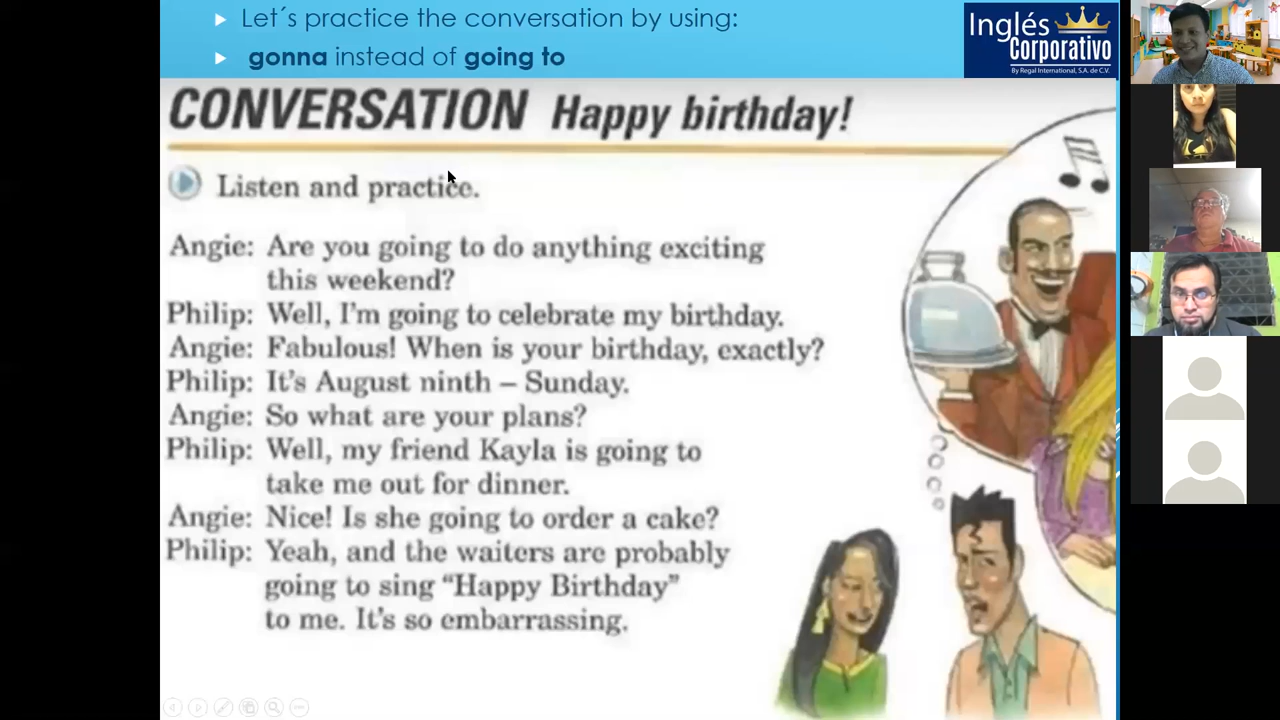 Let´s practice the conversation by using:
gonna instead of going to
Inglés
Corporativo
By Regal International, S.A. de C.V.
CONVERSATION Happy birthday!
Listen and practice.
Angie: Are you going to do anything exciting
this weekend?
Philip: Well, I'm going to celebrate my birthday.
Angie: Fabulous! When is your birthday, exactly?
Philip: It's August ninth – Sunday.
Angie: So what are your plans?
Philip: Well, my friend Kayla is going to
take me out for dinner.
Angie: Nice! Is she going to order a cake?
Philip: Yeah, and the waiters are probably
going to sing “Happy Birthday”
to me. It's so embarrassing.